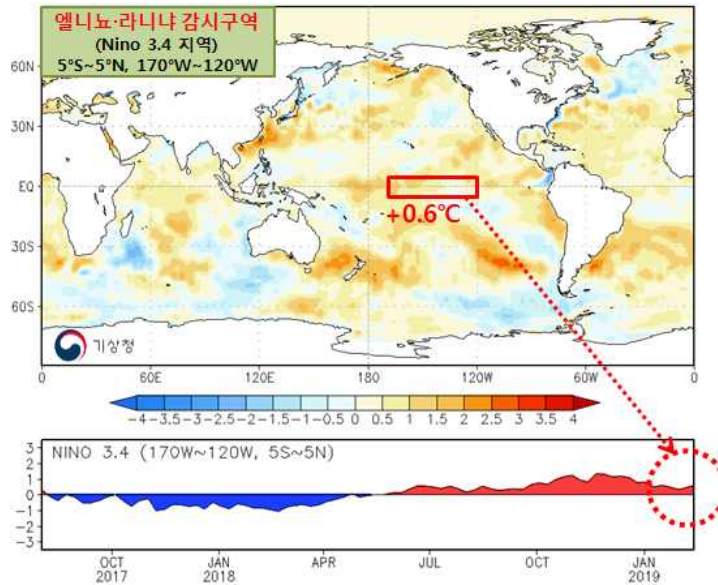 엘니뇨·라니냐 감시구역
(Nino 3.4 지역)
5°S~5°N, 170°W~120°W
60N
30N
EQ
30S
60S
+0.6℃
기상청
0 60E 120E 180 120W 60W 0
-4 -3.5 -3 -2.5 -2 -1.5 -1 -0.5 0 0.5 1 1.5 2 2.5 3 3.5 4
NINO 3.4 (170W~120W, 5S~5N)
3
2
1
0
-1
-2
-3
OCT JAN APR JUL OCT JAN
2017 2018 2019